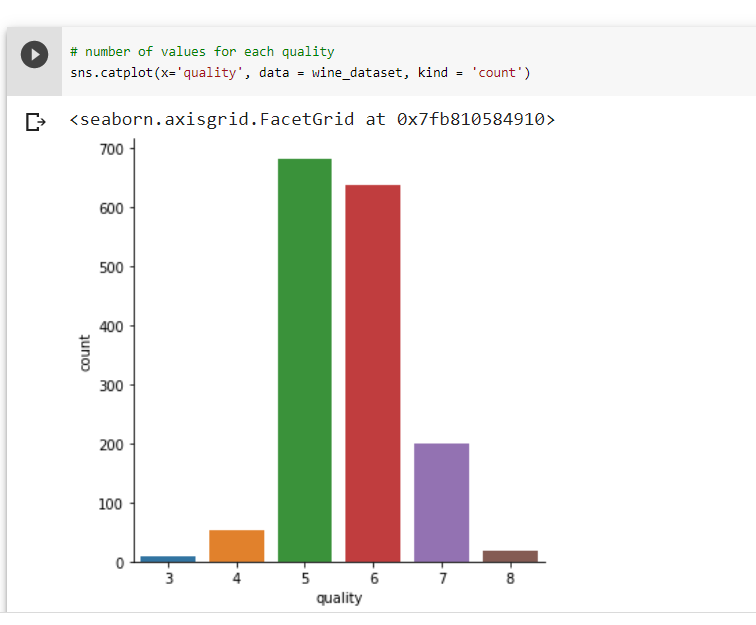 # number of values for each quality
sns.catplot(x='quality', data = wine_dataset, kind = 'count')
<seaborn.axisgrid.FacetGrid at 0x7fb810584910>
700
600
500
400
300
200
100
0
count
3 4 5 6 7 8
quality